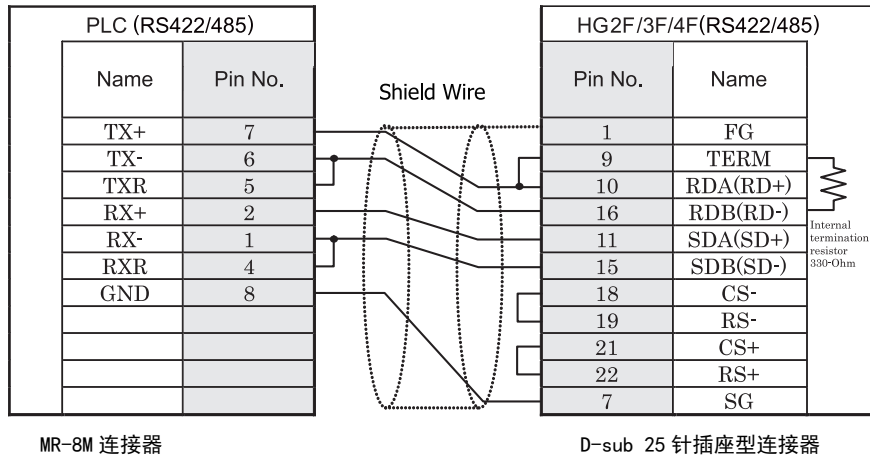 PLC (RS422/485) HG2F/3F/4F(RS422/485)
Name Pin No. Shield Wire Pin No. Name
TX+ 7 1 FG
TX- 6 9 TERM
TXR 5 10 RDA(RD+)
RX+ 2 16 RDB(RD-)
RX- 1 11 SDA(SD+)
RXR 4 15 SDB(SD-)
GND 8 18 CS-
19 RS-
21 CS+
22 RS+
7 SG
Internal
termination
resistor
330-Ohm
MR-8M 连接器 D-sub 25 针插座型连接器